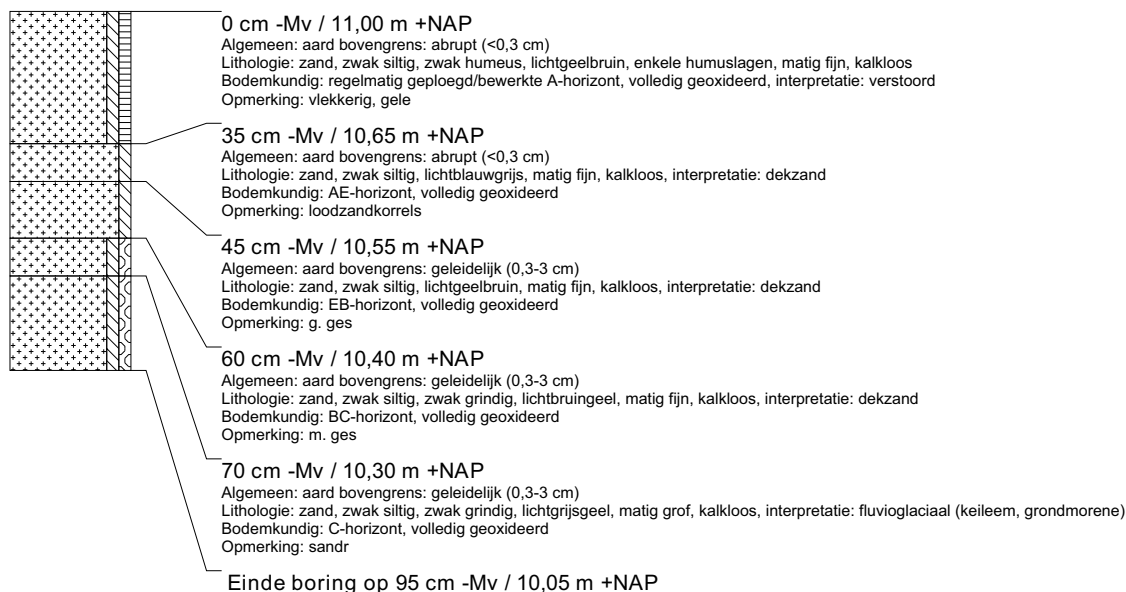 0 cm -Mv / 11,00 m +NAP
Algemeen: aard bovengrens: abrupt (<0,3 cm)
Lithologie: zand, zwak siltig, zwak humeus, lichtgeelbruin, enkele humuslagen, matig fijn, kalkloos
Bodemkundig: regelmatig geploegd/bewerkte A-horizont, volledig geoxideerd, interpretatie: verstoord
Opmerking: vlekkerig, gele
35 cm -Mv / 10,65 m +NAP
Algemeen: aard bovengrens: abrupt (<0,3 cm)
Lithologie: zand, zwak siltig, lichtblauwgrijs, matig fijn, kalkloos, interpretatie: dekzand
Bodemkundig: AE-horizont, volledig geoxideerd
Opmerking: loodzandkorrels
45 cm -Mv / 10,55 m +NAP
Algemeen: aard bovengrens: geleidelijk (0,3-3 cm)
Lithologie: zand, zwak siltig, lichtgeelbruin, matig fijn, kalkloos, interpretatie: dekzand
Bodemkundig: EB-horizont, volledig geoxideerd
Opmerking: g. ges
60 cm -Mv / 10,40 m +NAP
Algemeen: aard bovengrens: geleidelijk (0,3-3 cm)
Lithologie: zand, zwak siltig, zwak grindig, lichtbruingeel, matig fijn, kalkloos, interpretatie: dekzand
Bodemkundig: BC-horizont, volledig geoxideerd
Opmerking: m. ges
70 cm -Mv / 10,30 m +NAP
Algemeen: aard bovengrens: geleidelijk (0,3-3 cm)
Lithologie: zand, zwak siltig, zwak grindig, lichtgrijsgeel, matig grof, kalkloos, interpretatie: fluvioglaciaal (keileem, grondmorene)
Bodemkundig: C-horizont, volledig geoxideerd
Opmerking: sandr
Einde boring op 95 cm -Mv / 10,05 m +NAP